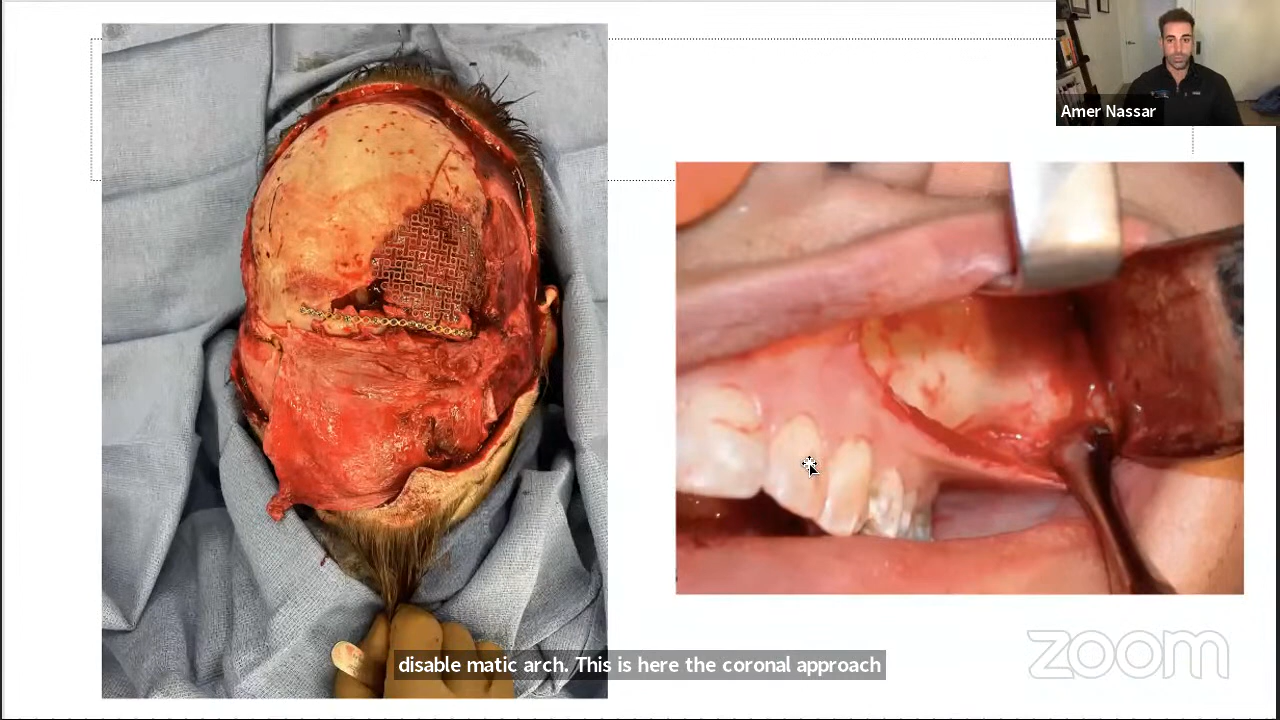 Amer Nassar
disable matic arch. This is here the coronal approach
zoom